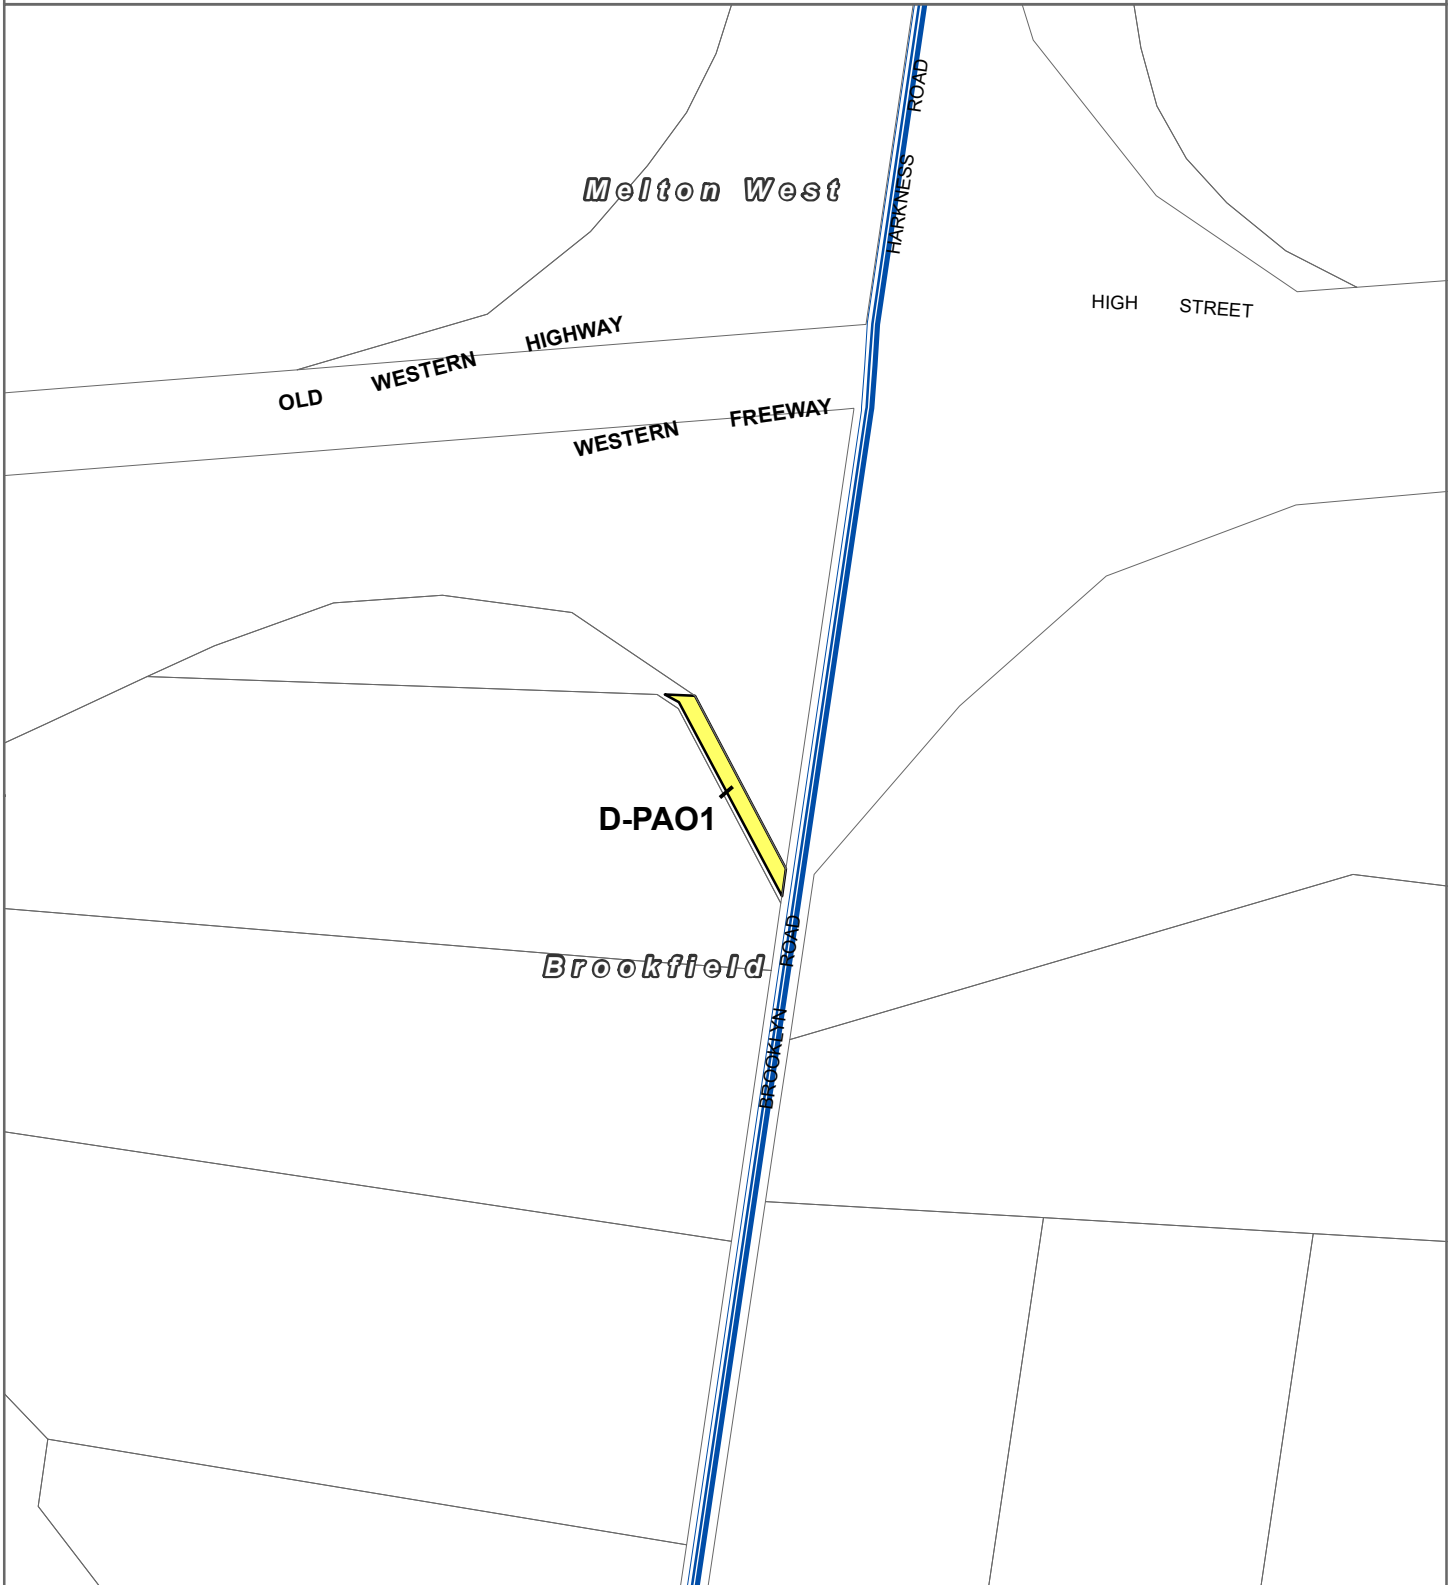 HARKNESS ROAD
Melton West
HIGH STREET
OLD WESTERN HIGHWAY
WESTERN FREEWAY
D-PAO1
Brookfield
BROOKLYN ROAD